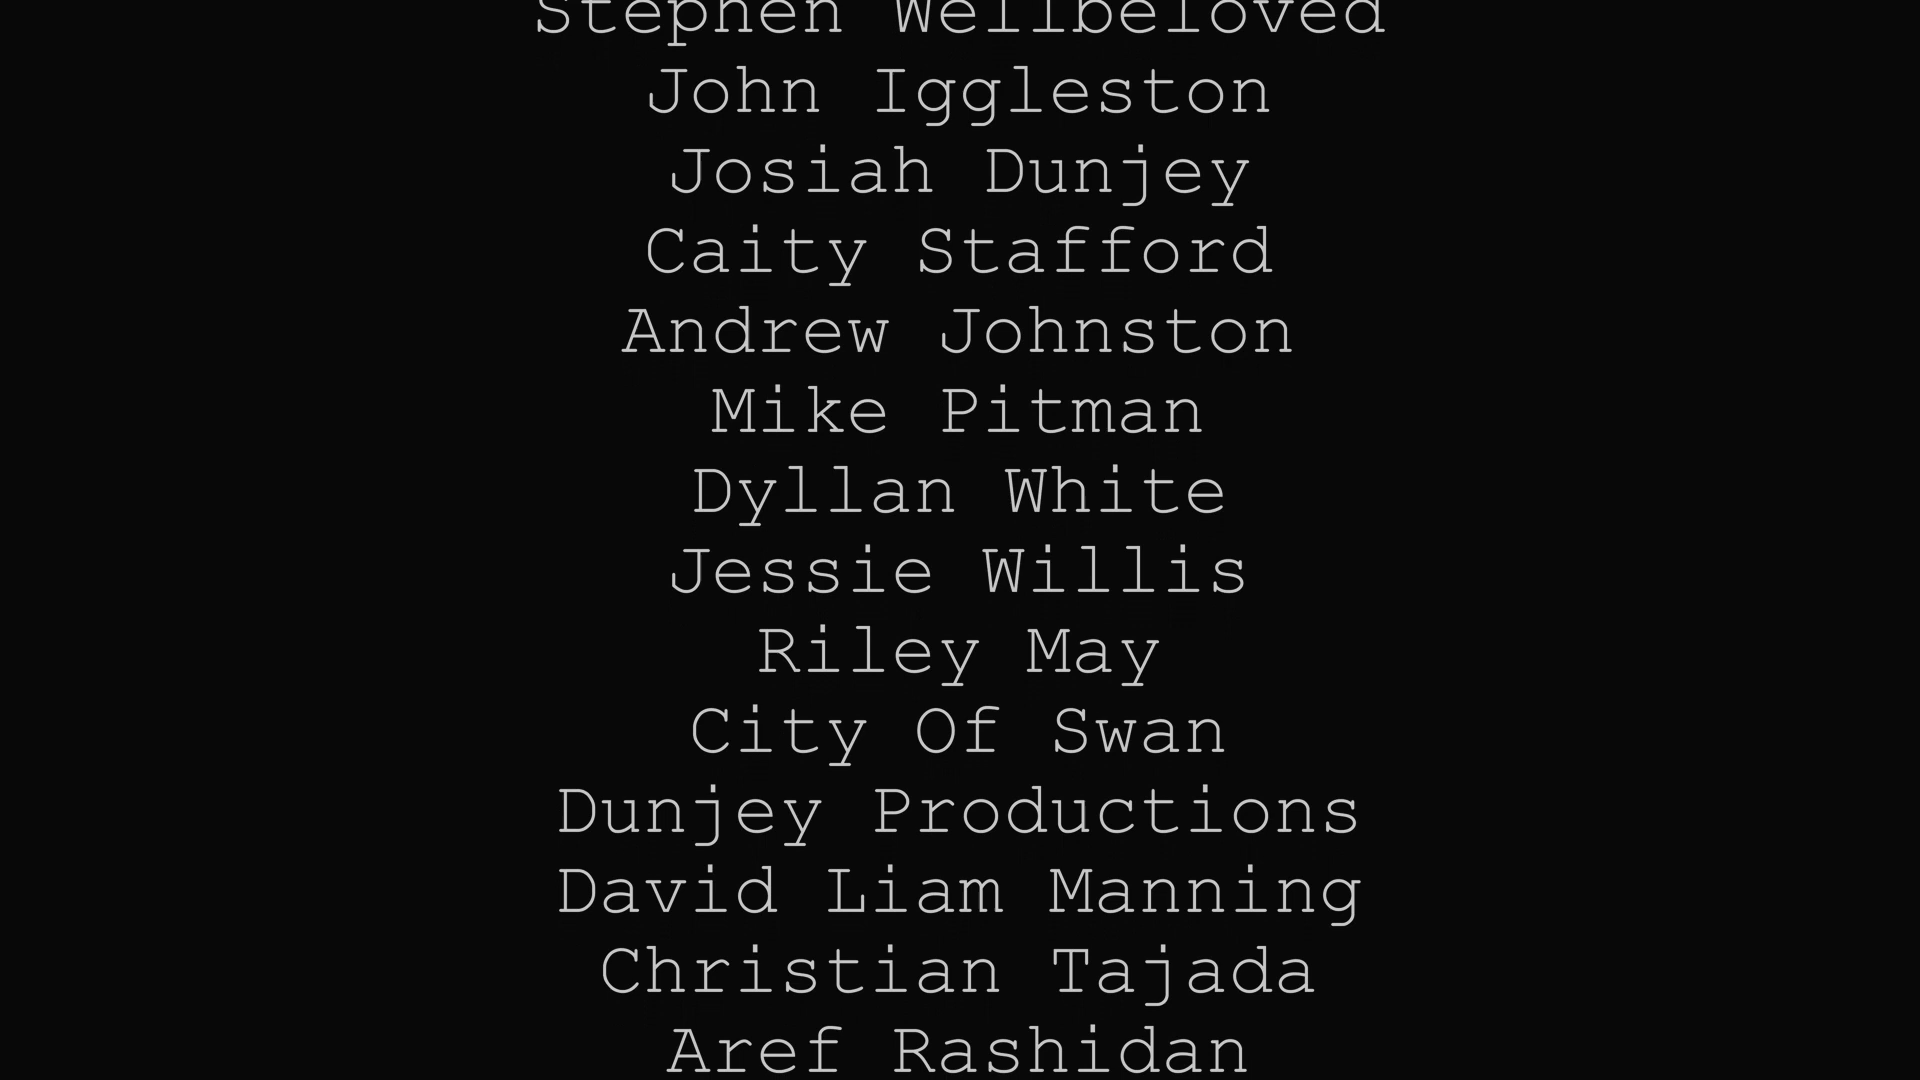 Stephen Wellbeloved
John Iggleston
Josiah Dunjey
Caity Stafford
Andrew Johnston
Mike Pitman
Dyllan White
Jessie Willis
Riley May
City Of Swan
Dunjey Productions
David Liam Manning
Christian Tajada
Aref Rashidan